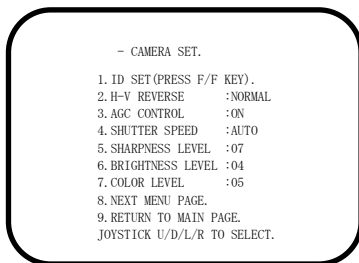 - CAMERA SET.
1. ID SET(PRESS F/F KEY).
2. H-V REVERSE :NORMAL
3. AGC CONTROL :ON
4. SHUTTER SPEED :AUTO
5. SHARPNESS LEVEL :07
6. BRIGHTNESS LEVEL :04
7. COLOR LEVEL :05
8. NEXT MENU PAGE.
9. RETURN TO MAIN PAGE.
JOYSTICK U/D/L/R TO SELECT.